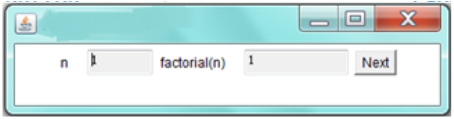 n 1 factorial(n) 1 Next